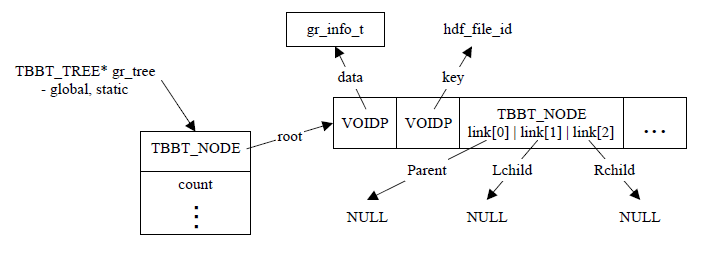 gr_info_t
hdf_file_id
TBBT_TREE* gr_tree
- global, static
data
key
VOIDP
VOIDP
TBBT_NODE
link[0] | link[1] | link[2]
...
root
TBBT_NODE
count
Parent
Lchild
Rchild
NULL
NULL
NULL